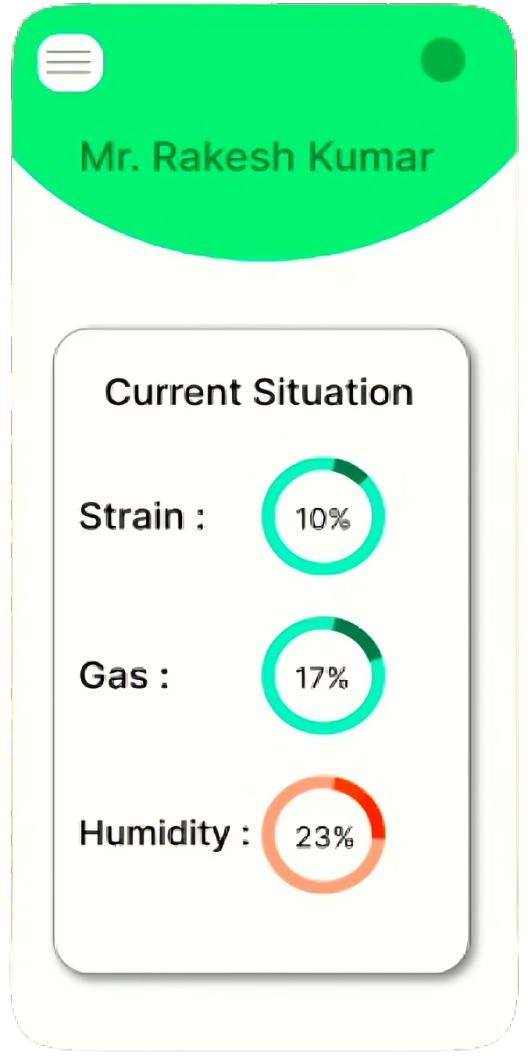 Mr. Rakesh Kumar
Current Situation
Strain : 10%
Gas : 17%
Humidity : 23%